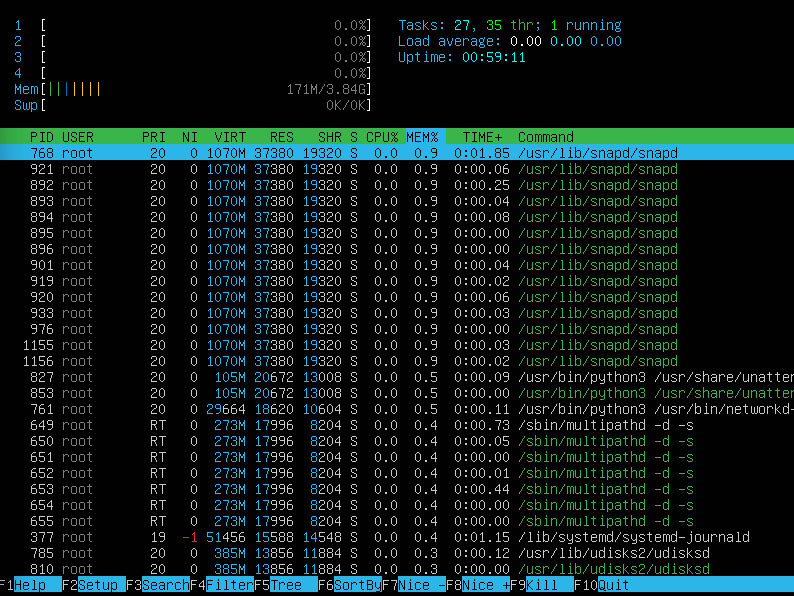 1 [ 0.0%] Tasks: 27, 35 thr; 1 running
2 [ 0.0%] Load average: 0.00 0.00 0.00
3 [ 0.0%] Uptime: 00:59:11
4 [ 0.0%]
Mem[||||||| 171M/3.84G]
Swp[ 0K/0K]
PID USER PRI NI VIRT RES SHR S CPU% MEM% TIME+ Command
768 root 20 0 1070M 37380 19320 S 0.0 0.9 0:01.85 /usr/lib/snapd/snapd
921 root 20 0 1070M 37380 19320 S 0.0 0.9 0:00.06 /usr/lib/snapd/snapd
892 root 20 0 1070M 37380 19320 S 0.0 0.9 0:00.25 /usr/lib/snapd/snapd
893 root 20 0 1070M 37380 19320 S 0.0 0.9 0:00.04 /usr/lib/snapd/snapd
894 root 20 0 1070M 37380 19320 S 0.0 0.9 0:00.08 /usr/lib/snapd/snapd
895 root 20 0 1070M 37380 19320 S 0.0 0.9 0:00.00 /usr/lib/snapd/snapd
896 root 20 0 1070M 37380 19320 S 0.0 0.9 0:00.00 /usr/lib/snapd/snapd
901 root 20 0 1070M 37380 19320 S 0.0 0.9 0:00.04 /usr/lib/snapd/snapd
919 root 20 0 1070M 37380 19320 S 0.0 0.9 0:00.02 /usr/lib/snapd/snapd
920 root 20 0 1070M 37380 19320 S 0.0 0.9 0:00.06 /usr/lib/snapd/snapd
933 root 20 0 1070M 37380 19320 S 0.0 0.9 0:00.03 /usr/lib/snapd/snapd
976 root 20 0 1070M 37380 19320 S 0.0 0.9 0:00.00 /usr/lib/snapd/snapd
1155 root 20 0 1070M 37380 19320 S 0.0 0.9 0:00.03 /usr/lib/snapd/snapd
1156 root 20 0 1070M 37380 19320 S 0.0 0.9 0:00.02 /usr/lib/snapd/snapd
827 root 20 0 105M 20672 13008 S 0.0 0.5 0:00.09 /usr/bin/python3 /usr/share/unatten
853 root 20 0 105M 20672 13008 S 0.0 0.5 0:00.00 /usr/bin/python3 /usr/share/unatten
761 root 20 0 29664 18620 10604 S 0.0 0.5 0:00.11 /usr/bin/python3 /usr/bin/networkd-
649 root RT 0 273M 17996 8204 S 0.0 0.4 0:00.73 /sbin/multipathd -d -s
650 root RT 0 273M 17996 8204 S 0.0 0.4 0:00.05 /sbin/multipathd -d -s
651 root RT 0 273M 17996 8204 S 0.0 0.4 0:00.00 /sbin/multipathd -d -s
652 root RT 0 273M 17996 8204 S 0.0 0.4 0:00.01 /sbin/multipathd -d -s
653 root RT 0 273M 17996 8204 S 0.0 0.4 0:00.44 /sbin/multipathd -d -s
654 root RT 0 273M 17996 8204 S 0.0 0.4 0:00.00 /sbin/multipathd -d -s
655 root RT 0 273M 17996 8204 S 0.0 0.4 0:00.00 /sbin/multipathd -d -s
377 root 19 -1 51456 15588 14548 S 0.0 0.4 0:01.15 /lib/systemd/systemd-journald
785 root 20 0 385M 13856 11884 S 0.0 0.3 0:00.12 /usr/lib/udisks2/udisksd
810 root 20 0 385M 13856 11884 S 0.0 0.3 0:00.00 /usr/lib/udisks2/udisksd
F1Help F2Setup F3SearchF4FilterF5Tree F6SortByF7Nice -F8Nice +F9Kill F10Quit